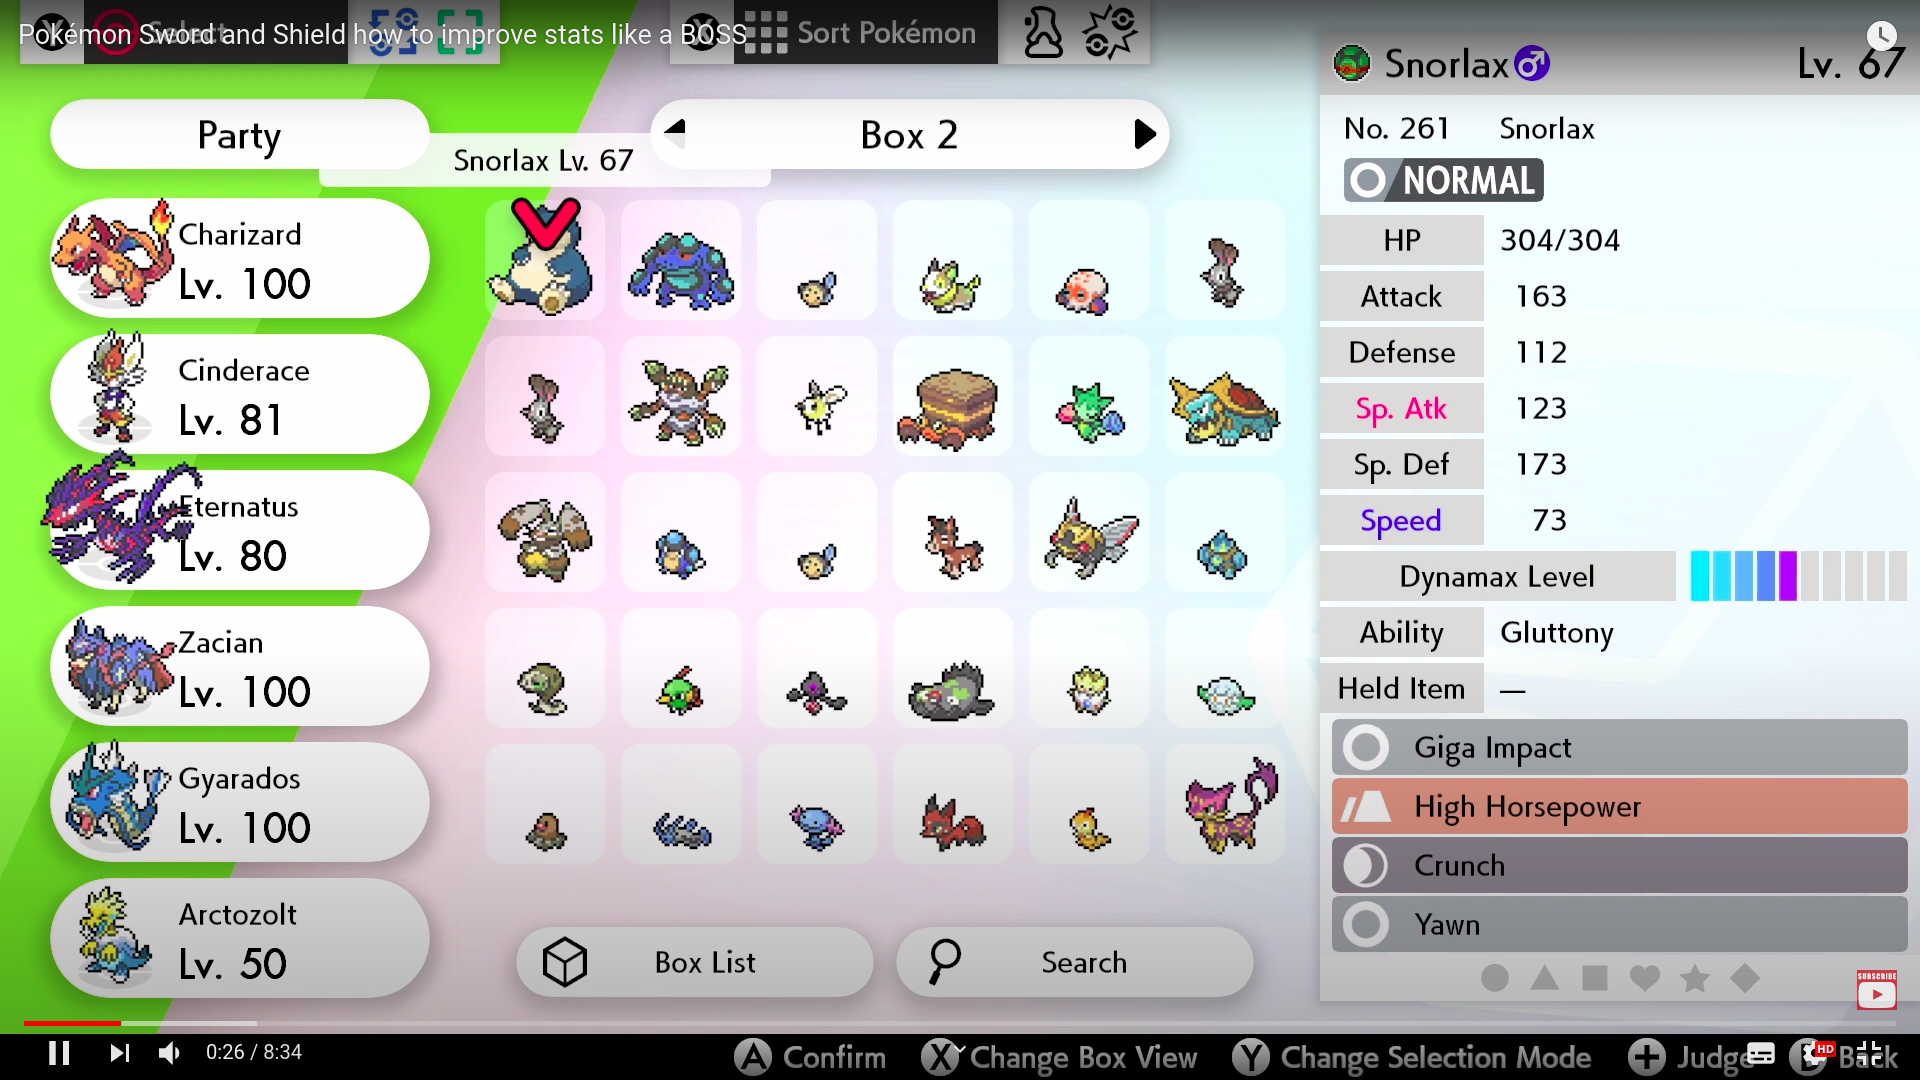 Pokémon Sword and Shield how to improve stats like a BOSS
X Select
X Sort Pokémon
Party
Snorlax Lv. 67
Box 2
Charizard
Lv. 100
Cinderace
Lv. 81
Eternatus
Lv. 80
Zacian
Lv. 100
Gyarados
Lv. 100
Arctozolt
Lv. 50
Box List
Search
Snorlax
Lv. 67
No. 261 Snorlax
NORMAL
HP 304/304
Attack 163
Defense 112
Sp. Atk 123
Sp. Def 173
Speed 73
Dynamax Level
Ability Gluttony
Held Item —
Giga Impact
High Horsepower
Crunch
Yawn
SUBSCRIBE
0:26 / 8:34
A Confirm
X Change Box View
Y Change Selection Mode
+ Judge
HD
B Back